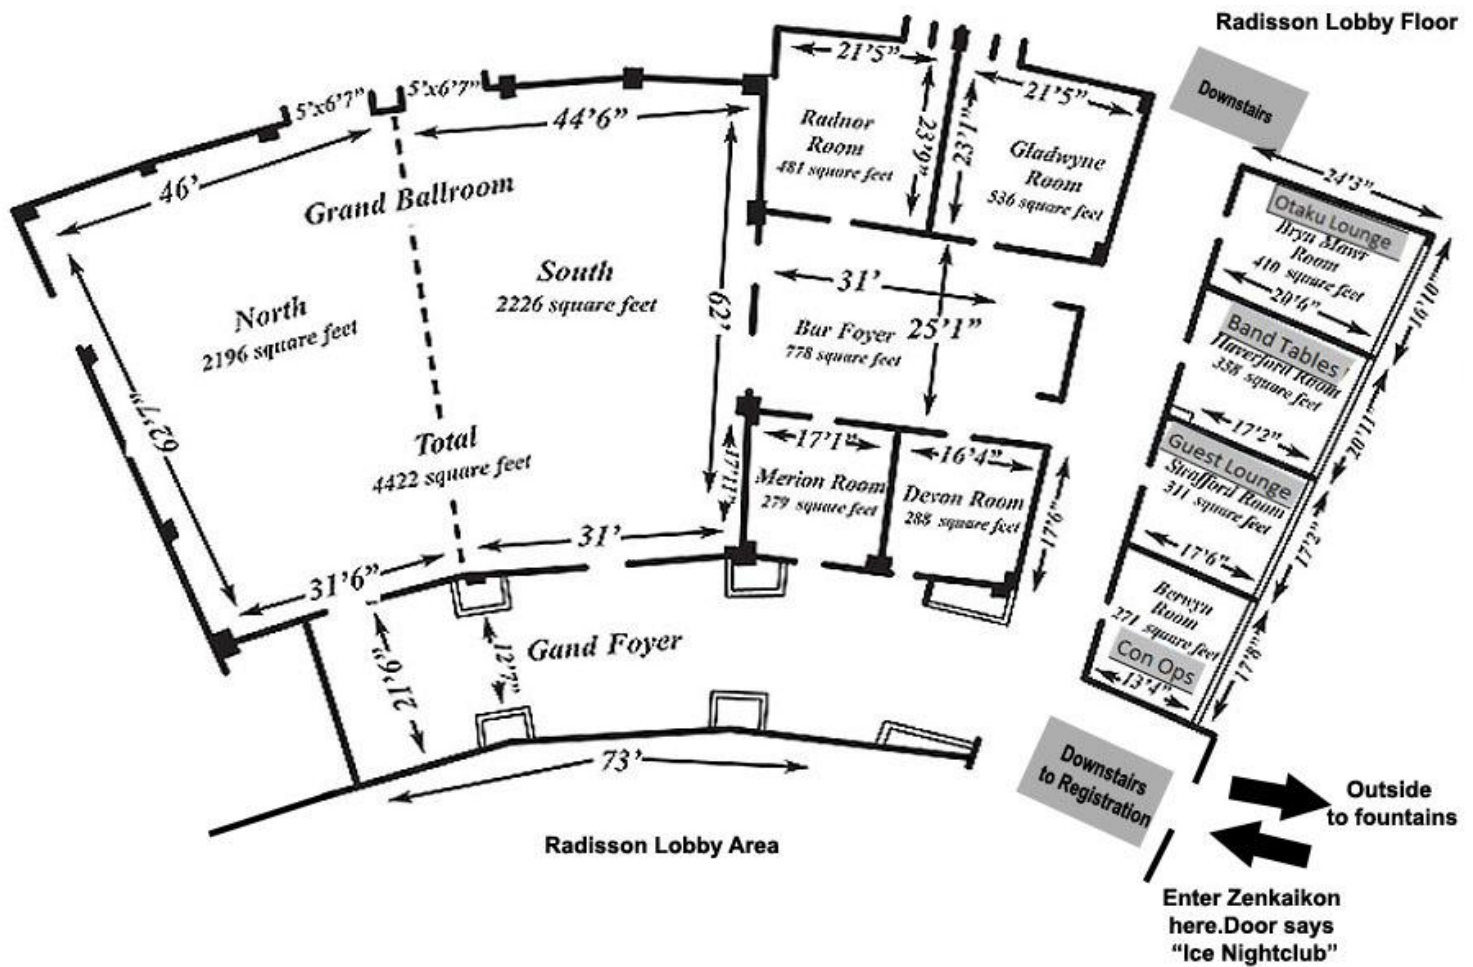 Radisson Lobby Floor
Downstairs
5'x6'7"
5'x6'7"
46'
44'6"
Grand Ballroom
North
2196 square feet
South
2226 square feet
Total
4422 square feet
62'7"
62'
31'6"
31'
21'5"
Radnor
Room
481 square feet
23'9"
23'1"
21'5"
Gladwyne
Room
536 square feet
31'
Bar Foyer
778 square feet
25'1"
17'11"
17'1"
Merion Room
279 square feet
16'4"
Devon Room
288 square feet
17'6"
24'3"
Otaku Lounge
Bryn Mawr
Room
410 square feet
20'6"
16'10"
Band Tables
Haverford Room
358 square feet
17'2"
20'11"
Guest Lounge
Strafford Room
311 square feet
17'6"
17'2"
Berwyn
Room
271 square feet
Con Ops
13'4"
17'8"
21'6"
12'7"
Gand Foyer
73'
Radisson Lobby Area
Downstairs
to Registration
Outside
to fountains
Enter Zenkaikon
here.Door says
“Ice Nightclub”